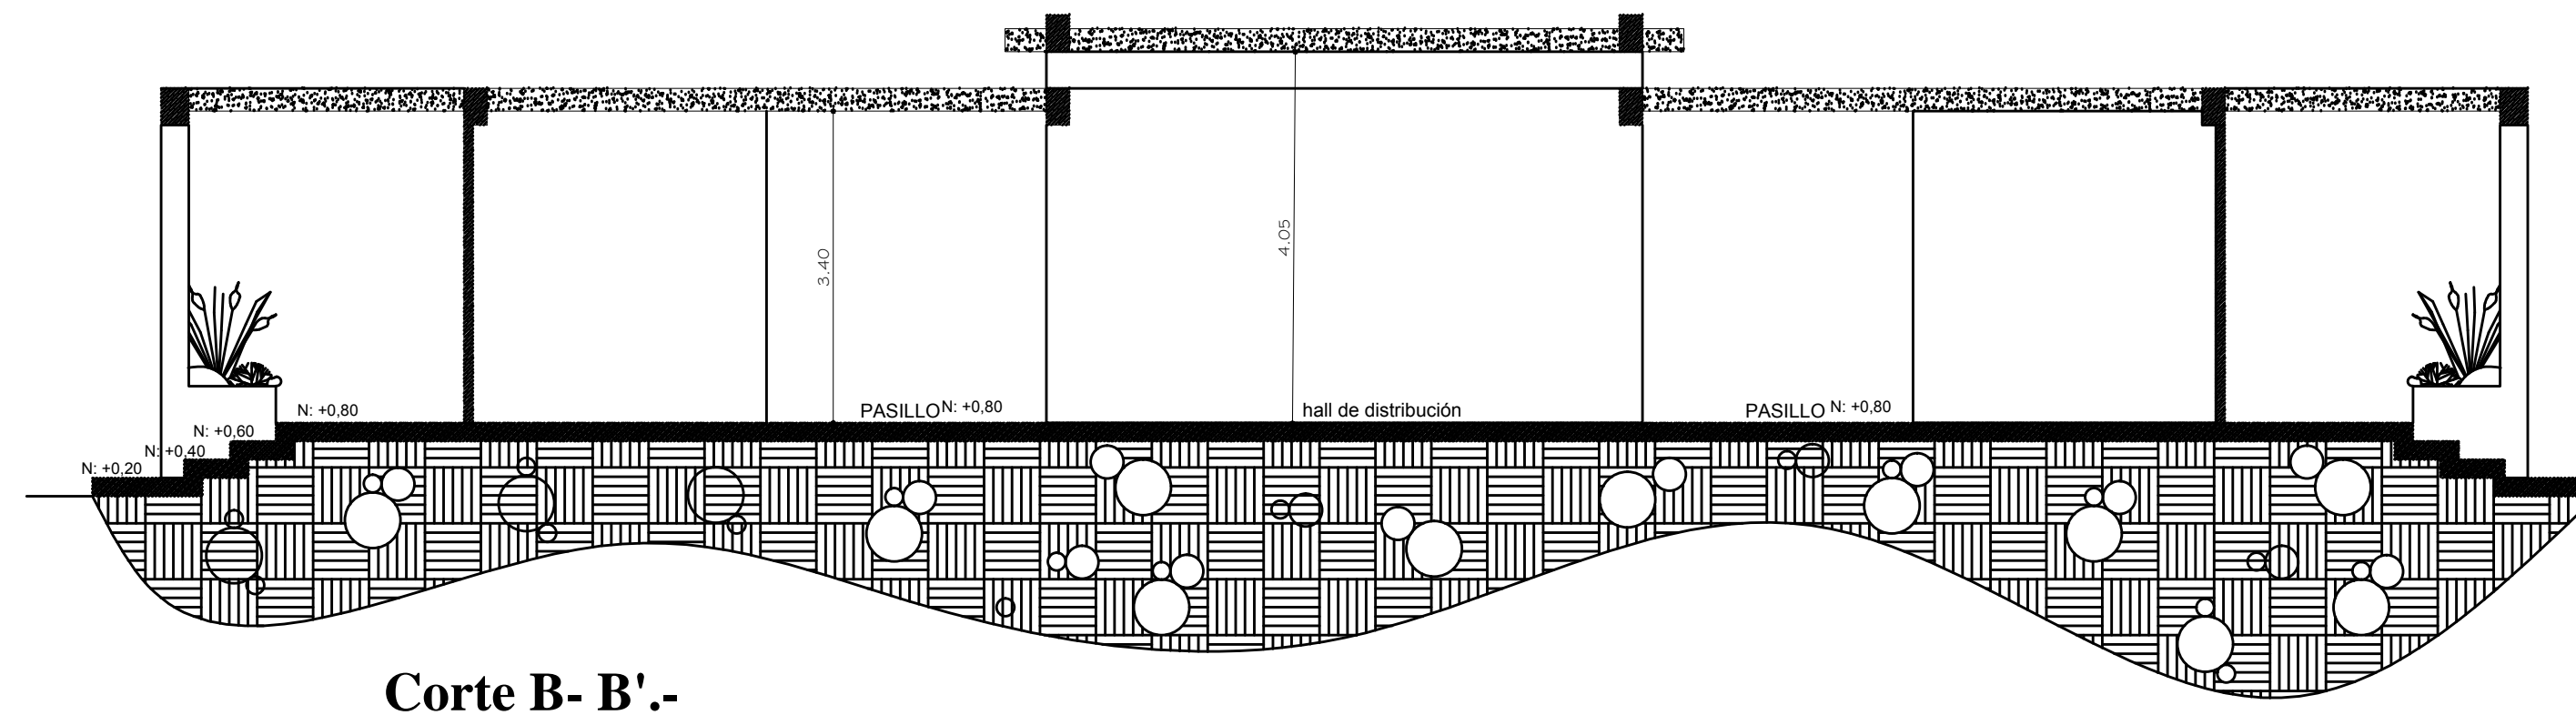 4.05
3.40
N: +0,80
PASILLO N: +0,80
hall de distribución
PASILLO N: +0,80
N: +0,60
N: +0,40
N: +0,20
Corte B- B'.-